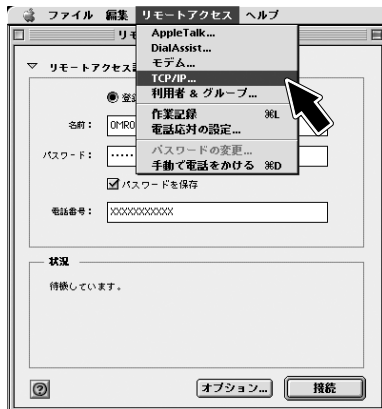 ファイル 編集 リモートアクセス ヘルプ
リモ
AppleTalk...
DialAssist...
モデム...
TCP/IP...
利用者 & グループ...
作業記録 ⌘L
電話応対の設定...
パスワードの変更...
手動で電話をかける ⌘D
リモートアクセス
登
名前： OMRO
パスワード： •••••
パスワードを保存
電話番号： XXXXXXXXXX
状況
待機しています。
? オプション... 接続